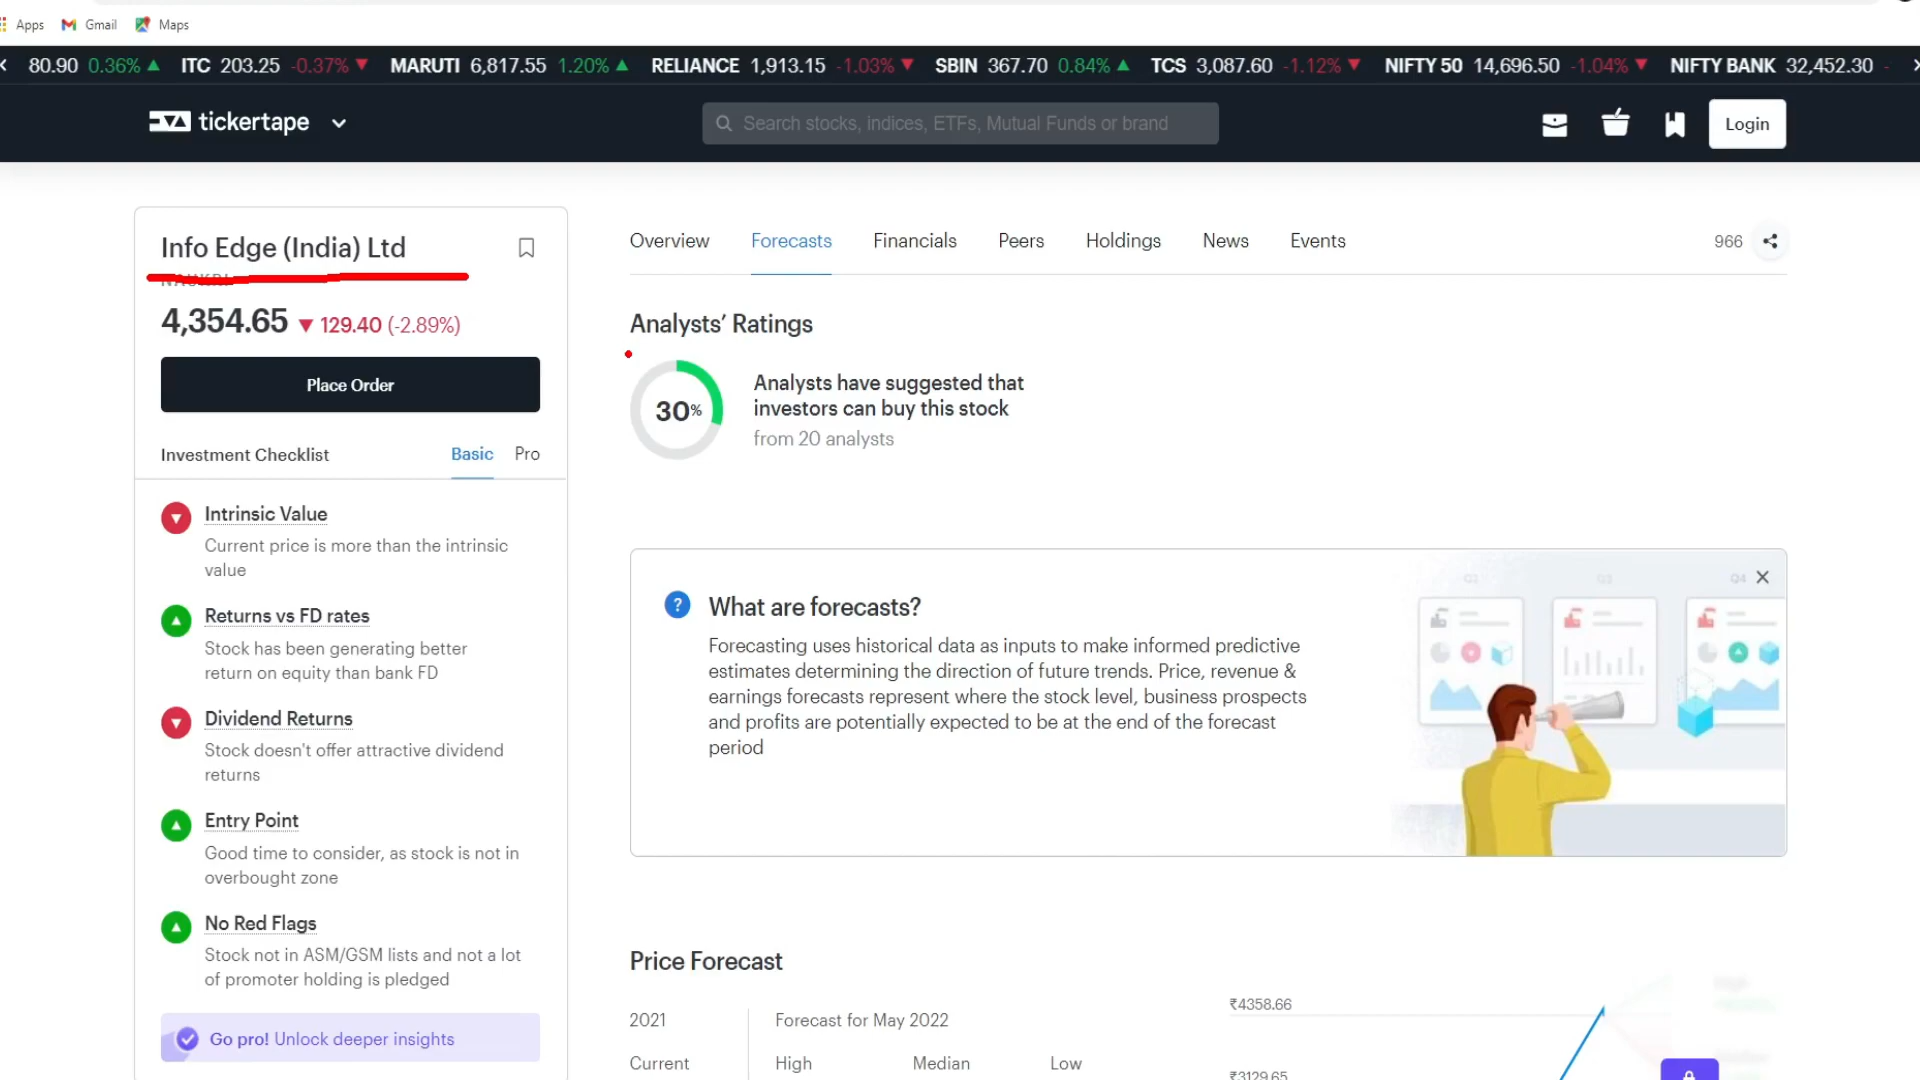 Apps Gmail Maps
80.90 0.36% ▲ ITC 203.25 -0.37% ▼ MARUTI 6,817.55 1.20% ▲ RELIANCE 1,913.15 -1.03% ▼ SBIN 367.70 0.84% ▲ TCS 3,087.60 -1.12% ▼ NIFTY 50 14,696.50 -1.04% ▼ NIFTY BANK 32,452.30 -
tickertape
Search stocks, indices, ETFs, Mutual Funds or brand
Login
Info Edge (India) Ltd
4,354.65 ▼ 129.40 (-2.89%)
Place Order
Investment Checklist Basic Pro
Intrinsic Value
Current price is more than the intrinsic
value
Returns vs FD rates
Stock has been generating better
return on equity than bank FD
Dividend Returns
Stock doesn't offer attractive dividend
returns
Entry Point
Good time to consider, as stock is not in
overbought zone
No Red Flags
Stock not in ASM/GSM lists and not a lot
of promoter holding is pledged
Go pro! Unlock deeper insights
Overview Forecasts Financials Peers Holdings News Events
966
Analysts’ Ratings
30%
Analysts have suggested that
investors can buy this stock
from 20 analysts
What are forecasts?
Forecasting uses historical data as inputs to make informed predictive
estimates determining the direction of future trends. Price, revenue &
earnings forecasts represent where the stock level, business prospects
and profits are potentially expected to be at the end of the forecast
period
Q2 Q3 Q4
Price Forecast
2021 Forecast for May 2022
Current High Median Low
₹4358.66
₹3129.65